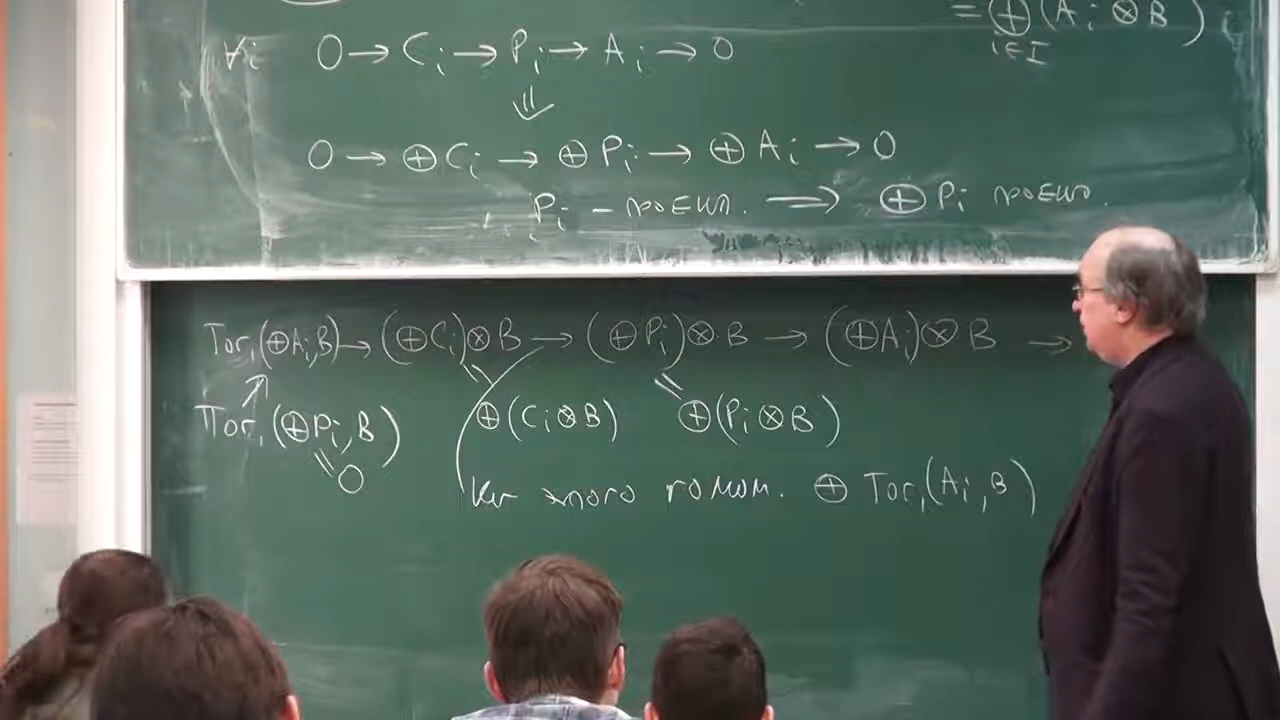 = ⊕ (A_i ⊗ B)
i∈I
∀i 0 → C_i → P_i → A_i → 0
⇓
0 → ⊕ C_i → ⊕ P_i → ⊕ A_i → 0
P_i - проект. ⟹ ⊕ P_i проект.
Tor_1(⊕A_i, B) → (⊕C_i) ⊗ B → (⊕P_i) ⊗ B → (⊕A_i) ⊗ B →
Tor_1(⊕P_i, B) ⊕(C_i ⊗ B) ⊕(P_i ⊗ B)
0
Ker этого гомом. ⊕ Tor_1(A_i, B)